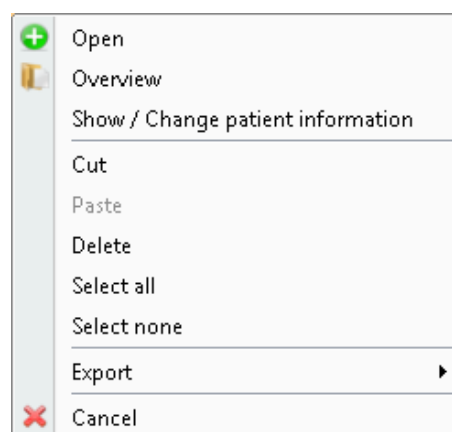 Open
Overview
Show / Change patient information
Cut
Paste
Delete
Select all
Select none
Export
Cancel